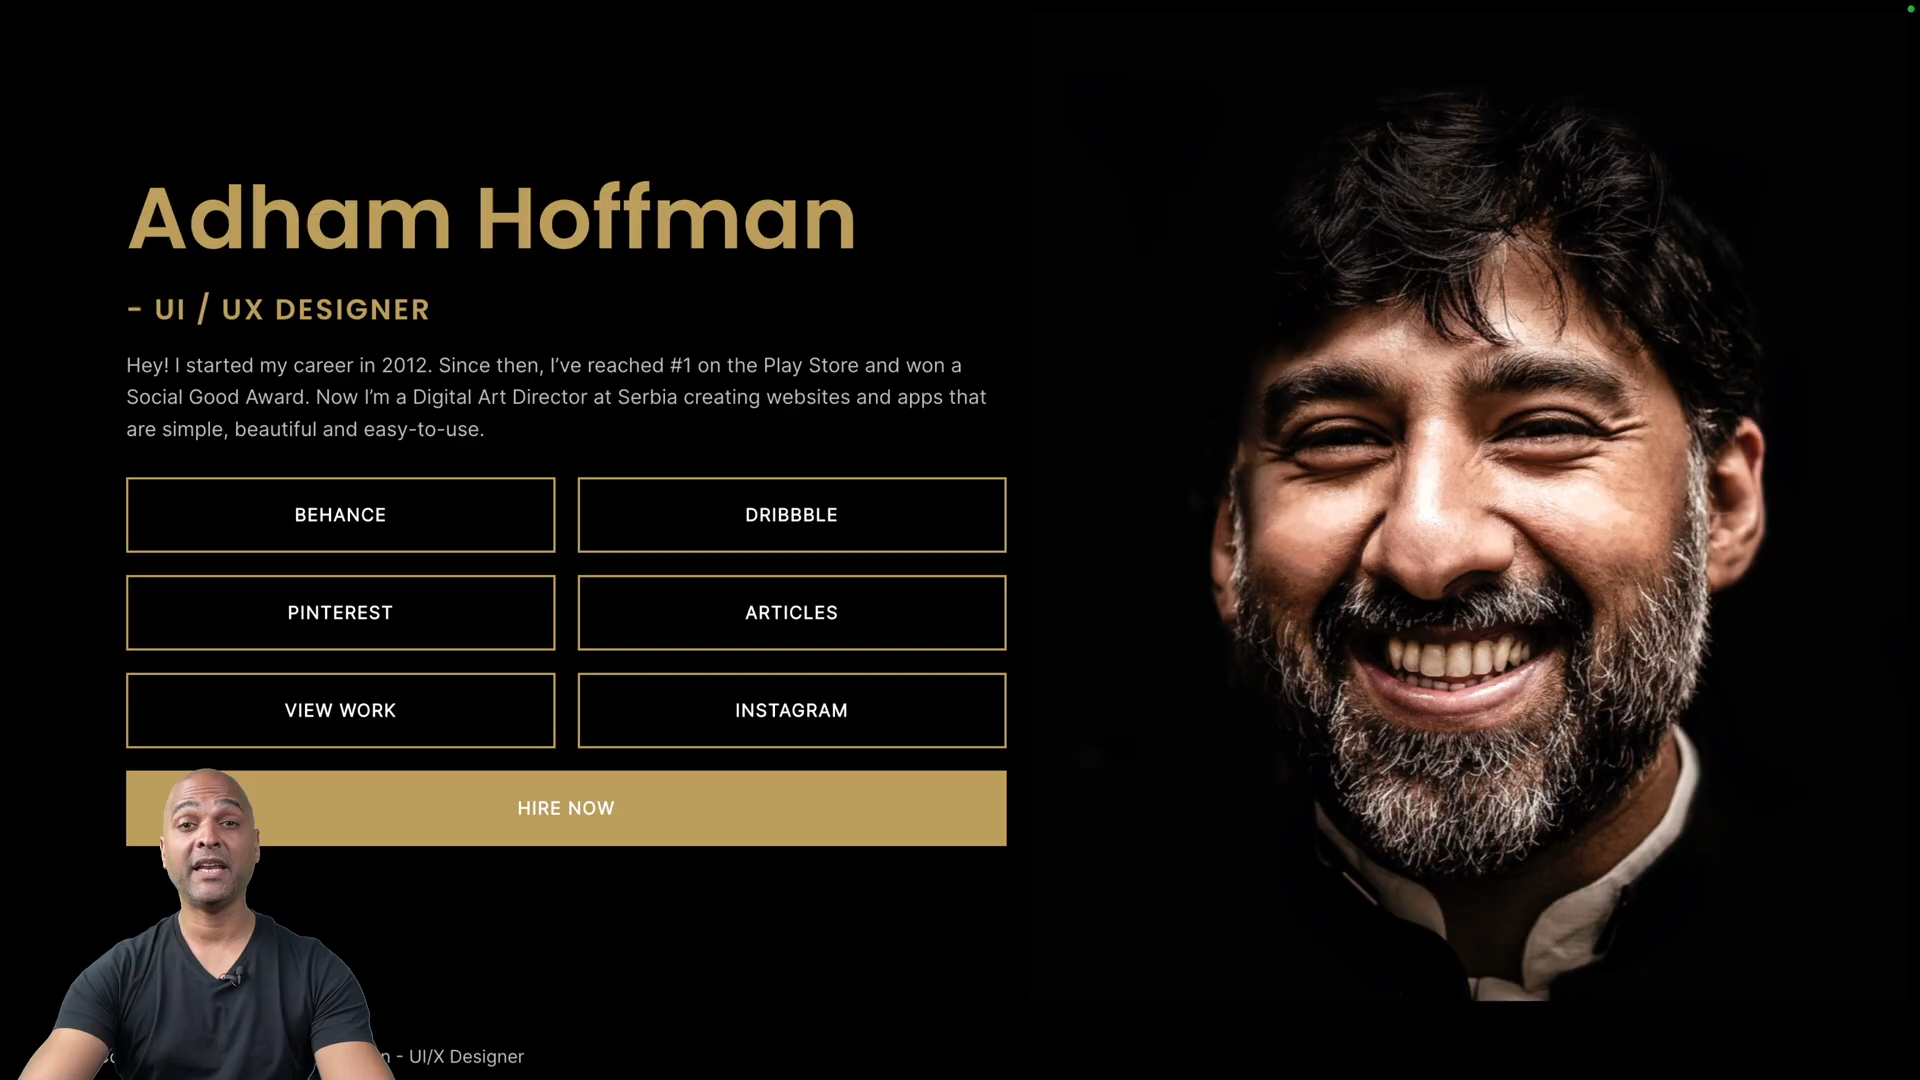 Adham Hoffman
- UI / UX DESIGNER
Hey! I started my career in 2012. Since then, I’ve reached #1 on the Play Store and won a
Social Good Award. Now I’m a Digital Art Director at Serbia creating websites and apps that
are simple, beautiful and easy-to-use.
BEHANCE
DRIBBBLE
PINTEREST
ARTICLES
VIEW WORK
INSTAGRAM
HIRE NOW
- UI/X Designer